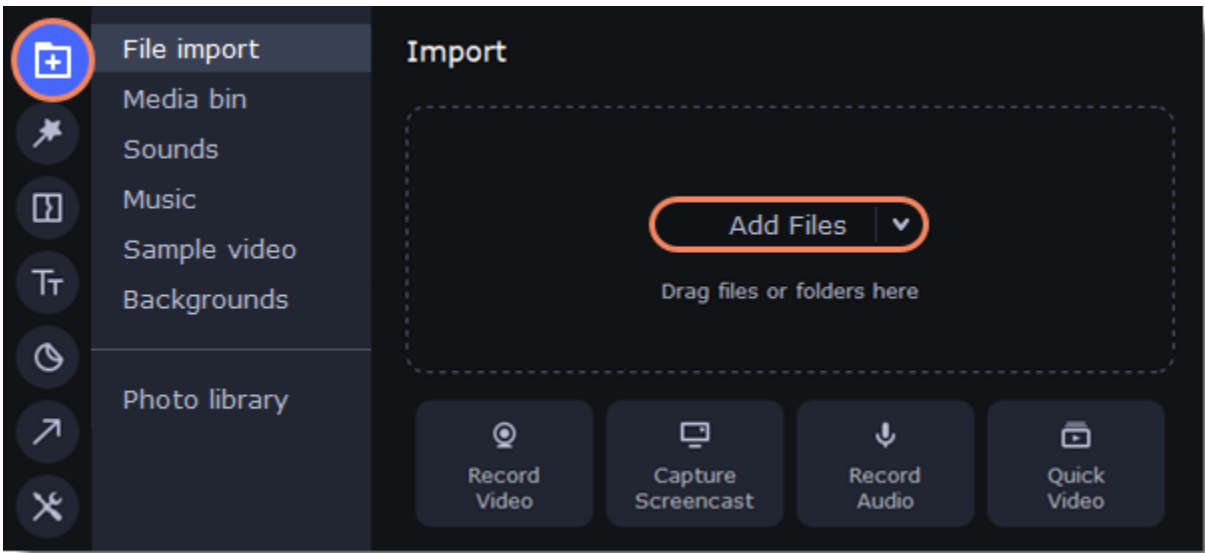 File import
Media bin
Sounds
Music
Sample video
Backgrounds
Photo library
Import
Add Files
Drag files or folders here
Record
Video
Capture
Screencast
Record
Audio
Quick
Video
Tт